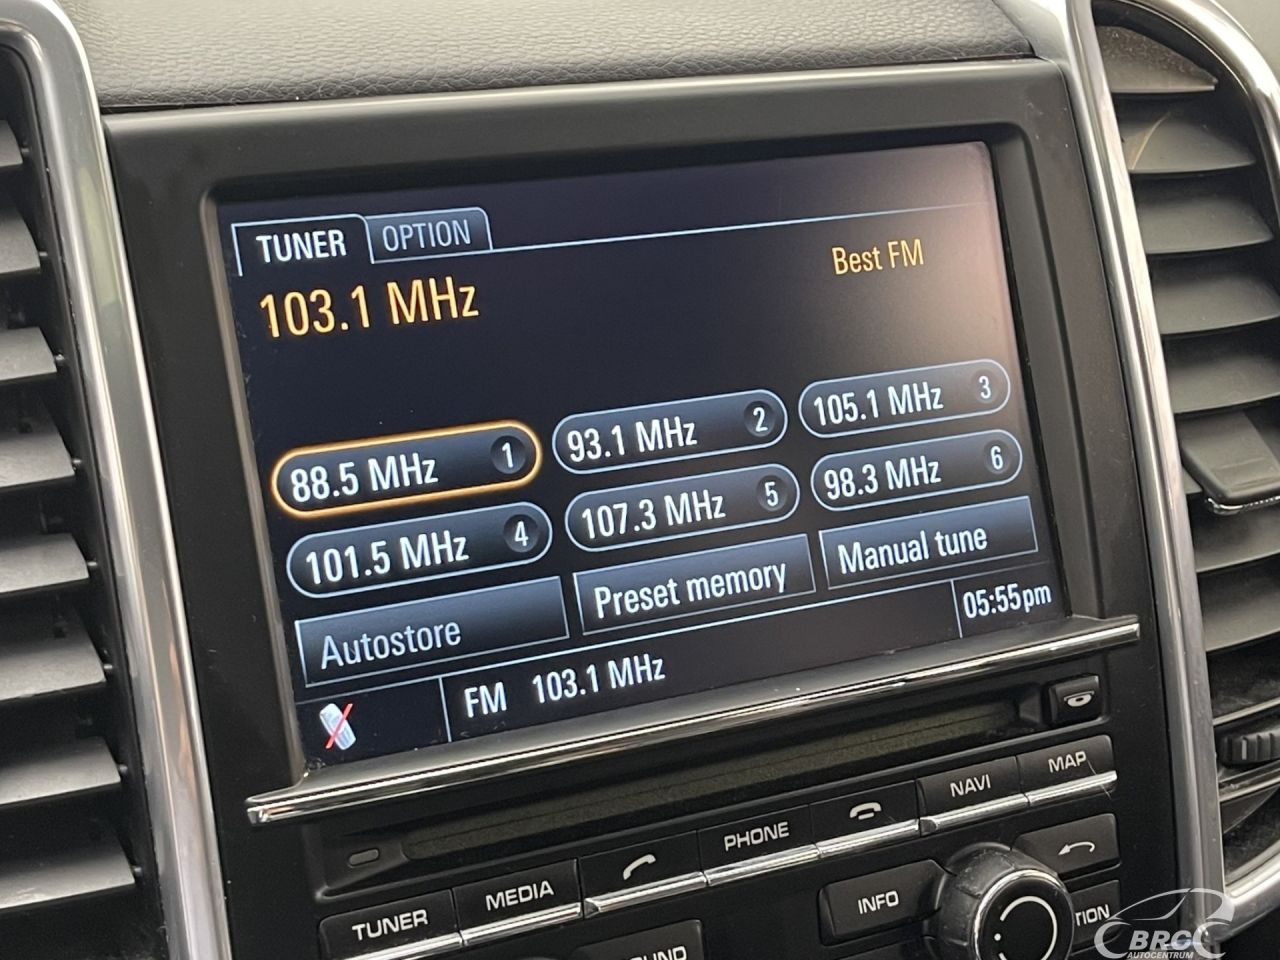 TUNER OPTION
103.1 MHz
Best FM
88.5 MHz 1
93.1 MHz 2
105.1 MHz 3
101.5 MHz 4
107.3 MHz 5
98.3 MHz 6
Autostore
Preset memory
Manual tune
FM 103.1 MHz
05:55pm
TUNER
MEDIA
PHONE
NAVI
MAP
INFO
BRC
AUTOCENTRUM